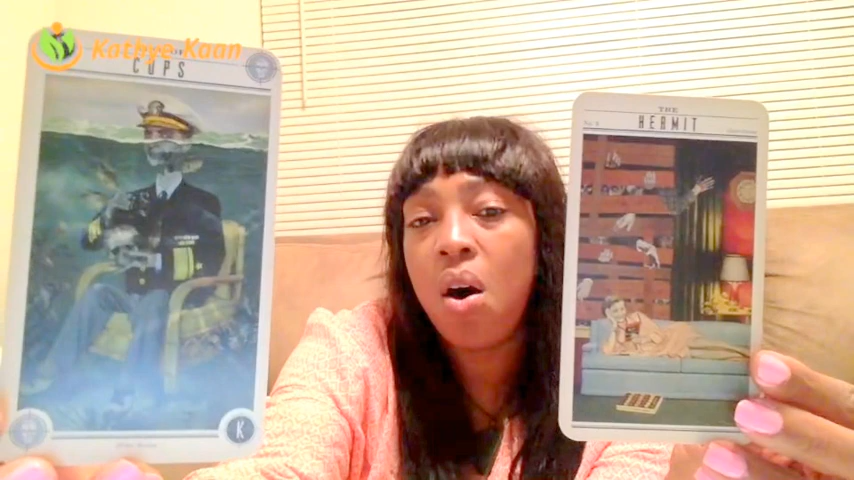 Kathye Kaan
CUPS
K
THE
HERMIT